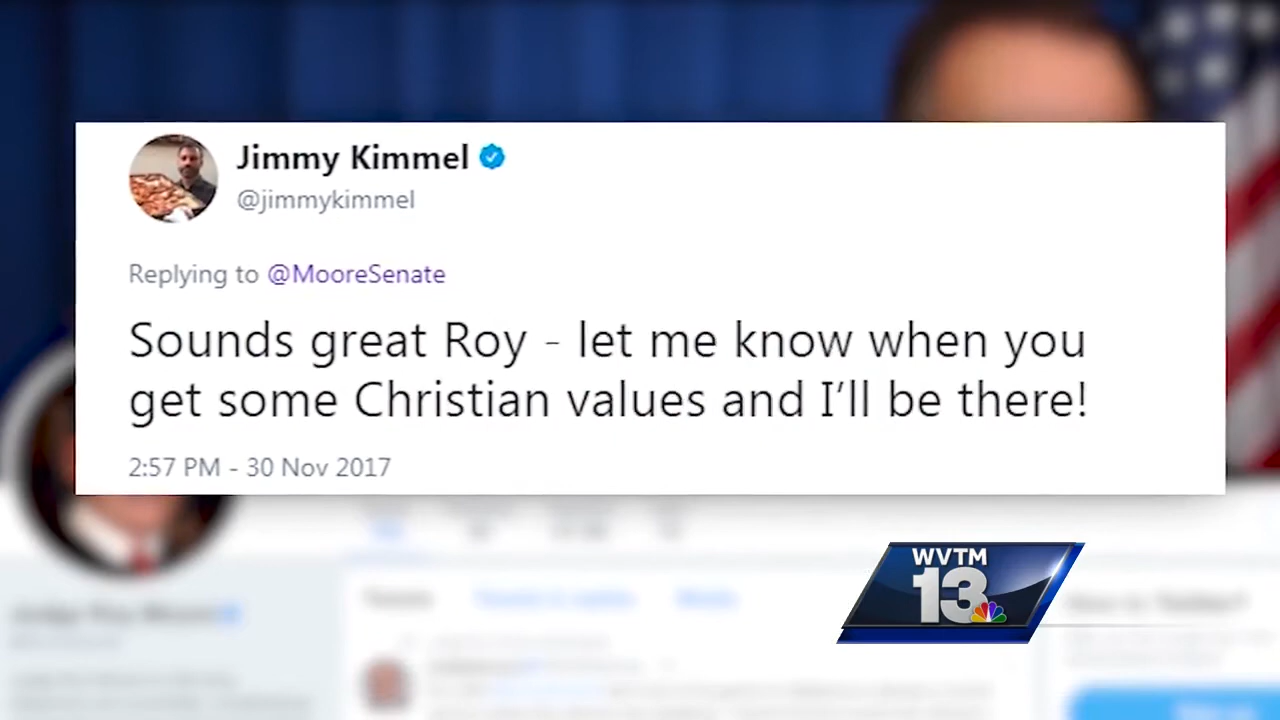 Jimmy Kimmel
@jimmykimmel
Replying to @MooreSenate
Sounds great Roy - let me know when you
get some Christian values and I'll be there!
2:57 PM - 30 Nov 2017
WVTM
13